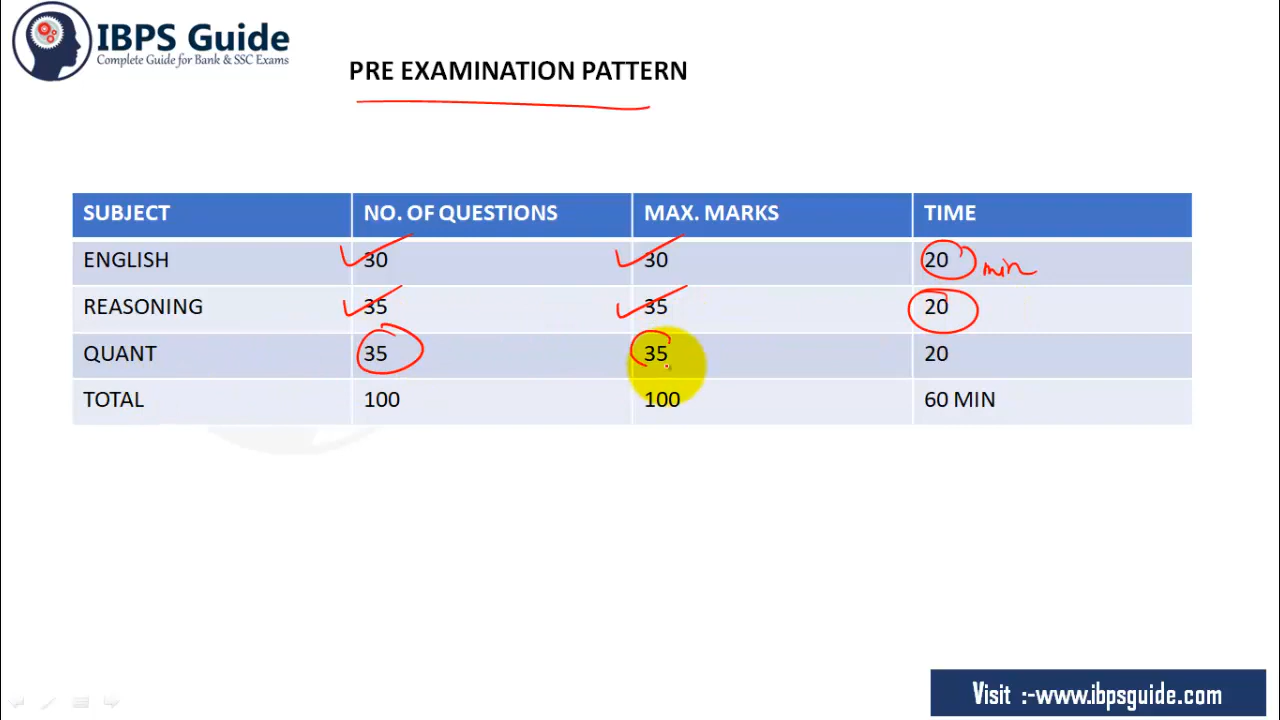 IBPS Guide
Complete Guide for Bank & SSC Exams
PRE EXAMINATION PATTERN
SUBJECT NO. OF QUESTIONS MAX. MARKS TIME
ENGLISH 30 30 20 min
REASONING 35 35 20
QUANT 35 35 20
TOTAL 100 100 60 MIN
Visit :-www.ibpsguide.com